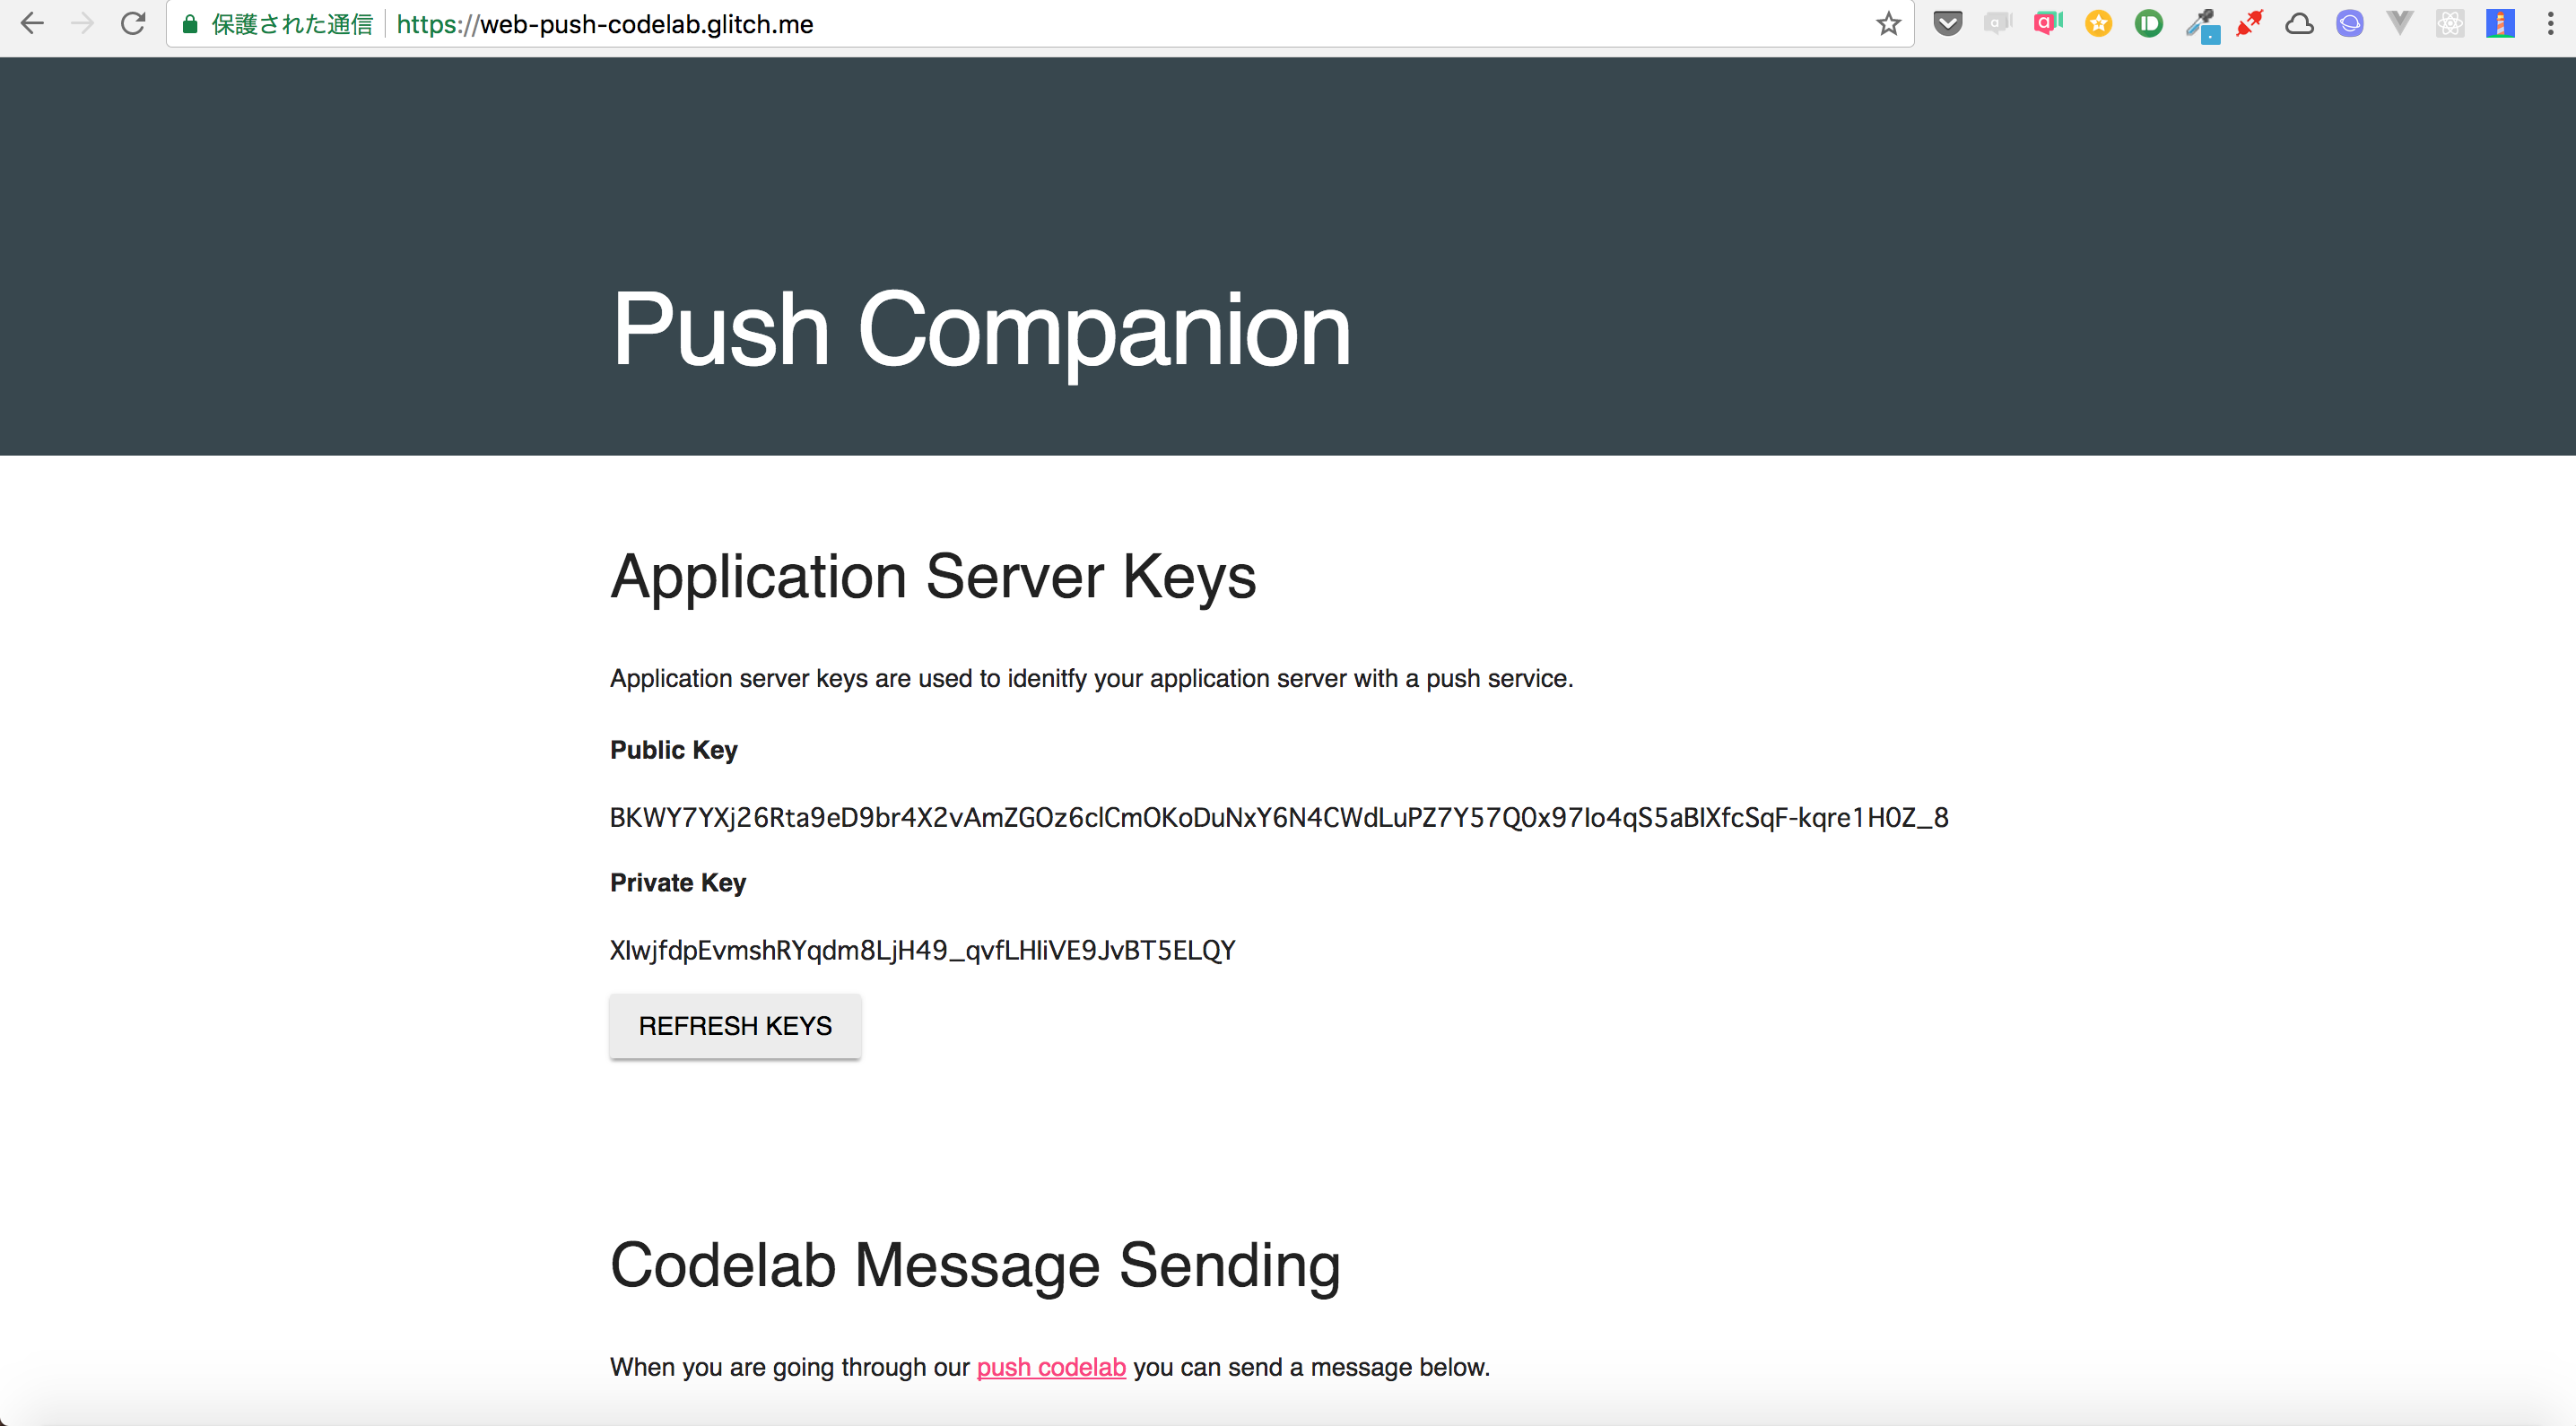 保護された通信 https://web-push-codelab.glitch.me
Push Companion
Application Server Keys
Application server keys are used to idenitfy your application server with a push service.
Public Key
BKWY7YXj26Rta9eD9br4X2vAmZGOz6clCmOKoDuNxY6N4CWdLuPZ7Y57Q0x97Io4qS5aBIXfcSqF-kqre1H0Z_8
Private Key
XIwjfdpEvmshRYqdm8LjH49_qvfLHIiVE9JvBT5ELQY
REFRESH KEYS
Codelab Message Sending
When you are going through our push codelab you can send a message below.